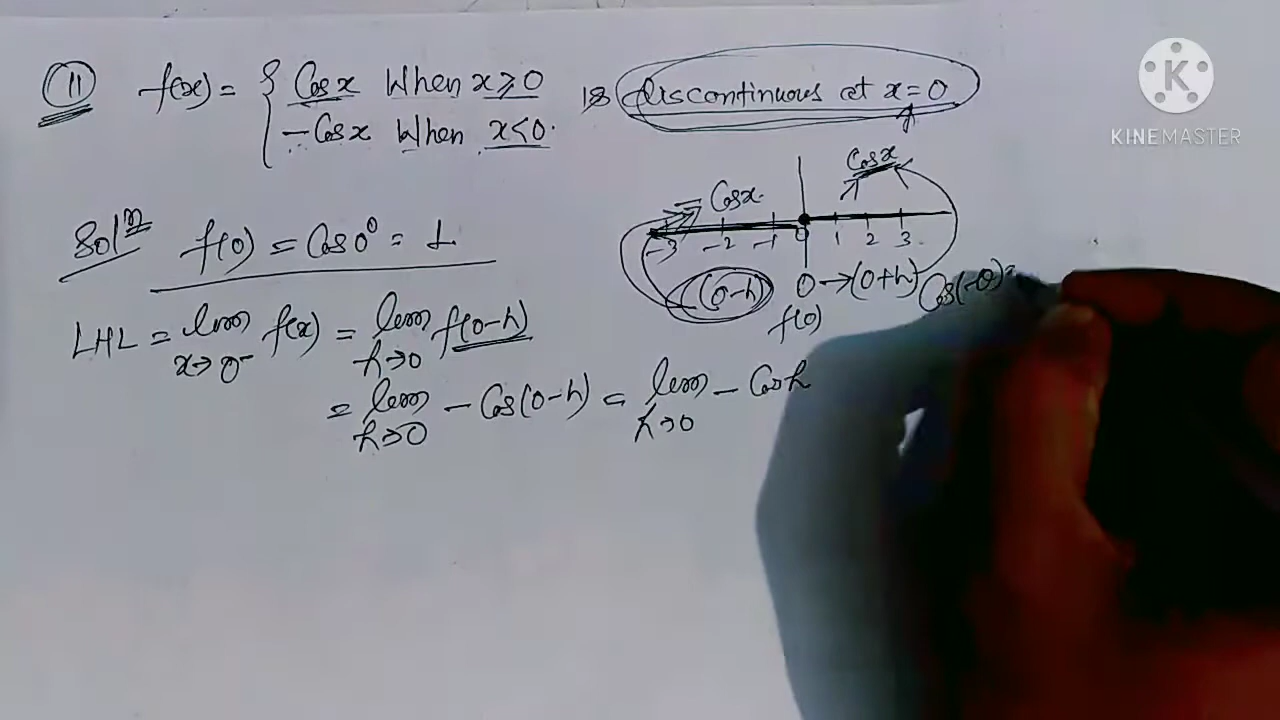 11 f(x) = { Cos x When x ≥ 0 is discontinuous at x = 0
- Cos x When x < 0.
K
KINEMASTER
Cos x
- Cos x.
-3 -2 -1 0 1 2 3
Solⁿ f(0) = Cos 0° = 1
(0-h) 0 → (0+h) Cos(-θ) =
f(0)
LHL = lim x→0⁻ f(x) = lim h→0 f(0-h)
= lim h→0 - Cos(0-h) = lim h→0 - Cos h